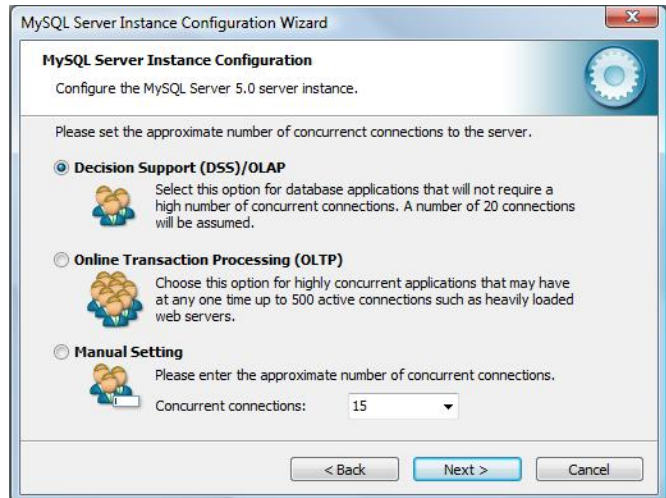 MySQL Server Instance Configuration Wizard
MySQL Server Instance Configuration
Configure the MySQL Server 5.0 server instance.
Please set the approximate number of concurrenct connections to the server.
Decision Support (DSS)/OLAP
Select this option for database applications that will not require a
high number of concurrent connections. A number of 20 connections
will be assumed.
Online Transaction Processing (OLTP)
Choose this option for highly concurrent applications that may have
at any one time up to 500 active connections such as heavily loaded
web servers.
Manual Setting
Please enter the approximate number of concurrent connections.
Concurrent connections: 15
< Back Next > Cancel